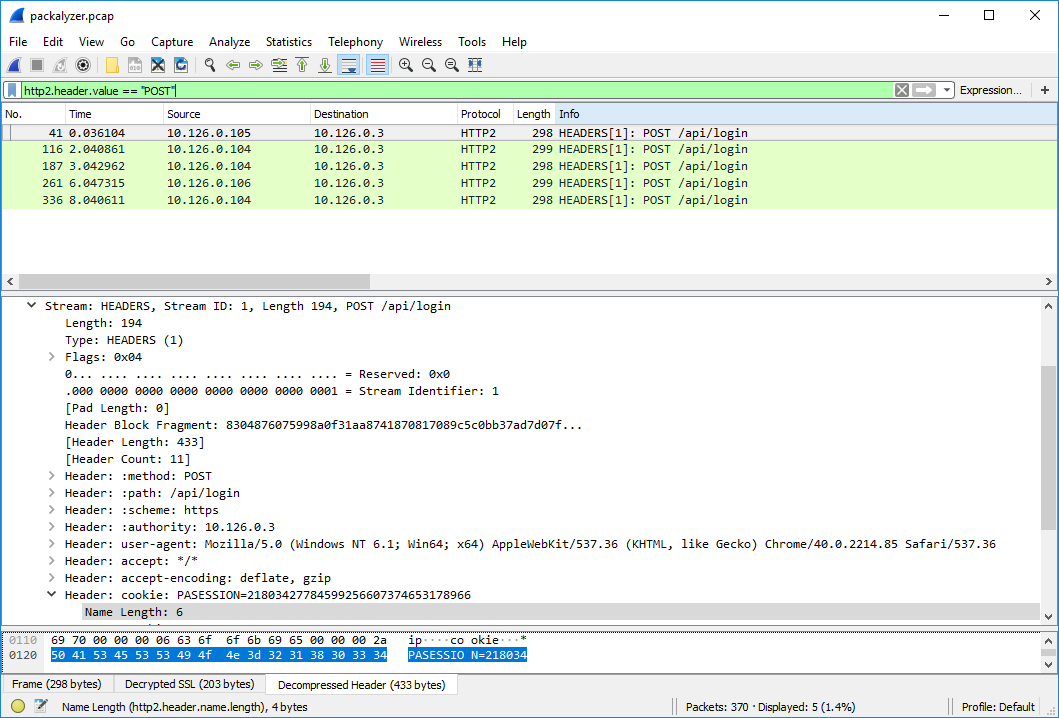 packalyzer.pcap
File Edit View Go Capture Analyze Statistics Telephony Wireless Tools Help
http2.header.value == "POST"
Expression... +
No. Time Source Destination Protocol Length Info
41 0.036104 10.126.0.105 10.126.0.3 HTTP2 298 HEADERS[1]: POST /api/login
116 2.040861 10.126.0.104 10.126.0.3 HTTP2 299 HEADERS[1]: POST /api/login
187 3.042962 10.126.0.104 10.126.0.3 HTTP2 298 HEADERS[1]: POST /api/login
261 6.047315 10.126.0.106 10.126.0.3 HTTP2 299 HEADERS[1]: POST /api/login
336 8.040611 10.126.0.104 10.126.0.3 HTTP2 298 HEADERS[1]: POST /api/login
Stream: HEADERS, Stream ID: 1, Length 194, POST /api/login
Length: 194
Type: HEADERS (1)
Flags: 0x04
0... .... .... .... .... .... .... .... = Reserved: 0x0
.000 0000 0000 0000 0000 0000 0000 0001 = Stream Identifier: 1
[Pad Length: 0]
Header Block Fragment: 8304876075998a0f31aa8741870817089c5c0bb37ad7d07f...
[Header Length: 433]
[Header Count: 11]
Header: :method: POST
Header: :path: /api/login
Header: :scheme: https
Header: :authority: 10.126.0.3
Header: user-agent: Mozilla/5.0 (Windows NT 6.1; Win64; x64) AppleWebKit/537.36 (KHTML, like Gecko) Chrome/40.0.2214.85 Safari/537.36
Header: accept: */*
Header: accept-encoding: deflate, gzip
Header: cookie: PASESSION=21803427784599256607374653178966
Name Length: 6
0110 69 70 00 00 00 06 63 6f 6f 6b 69 65 00 00 00 2a ip····co okie···*
0120 50 41 53 45 53 53 49 4f 4e 3d 32 31 38 30 33 34 PASESSIO N=218034
Frame (298 bytes) Decrypted SSL (203 bytes) Decompressed Header (433 bytes)
Name Length (http2.header.name.length), 4 bytes
Packets: 370 · Displayed: 5 (1.4%)
Profile: Default